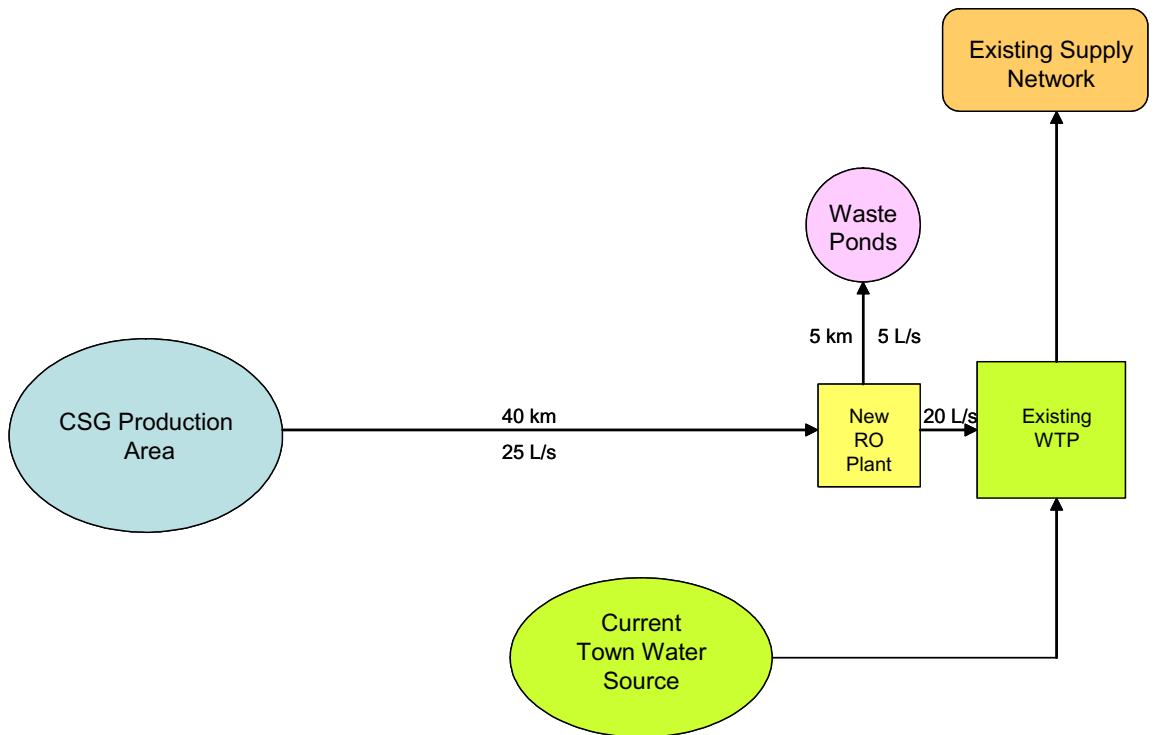 Existing Supply
Network
Waste
Ponds
5 km
5 L/s
CSG Production
Area
40 km
25 L/s
New
RO
Plant
20 L/s
Existing
WTP
Current
Town Water
Source